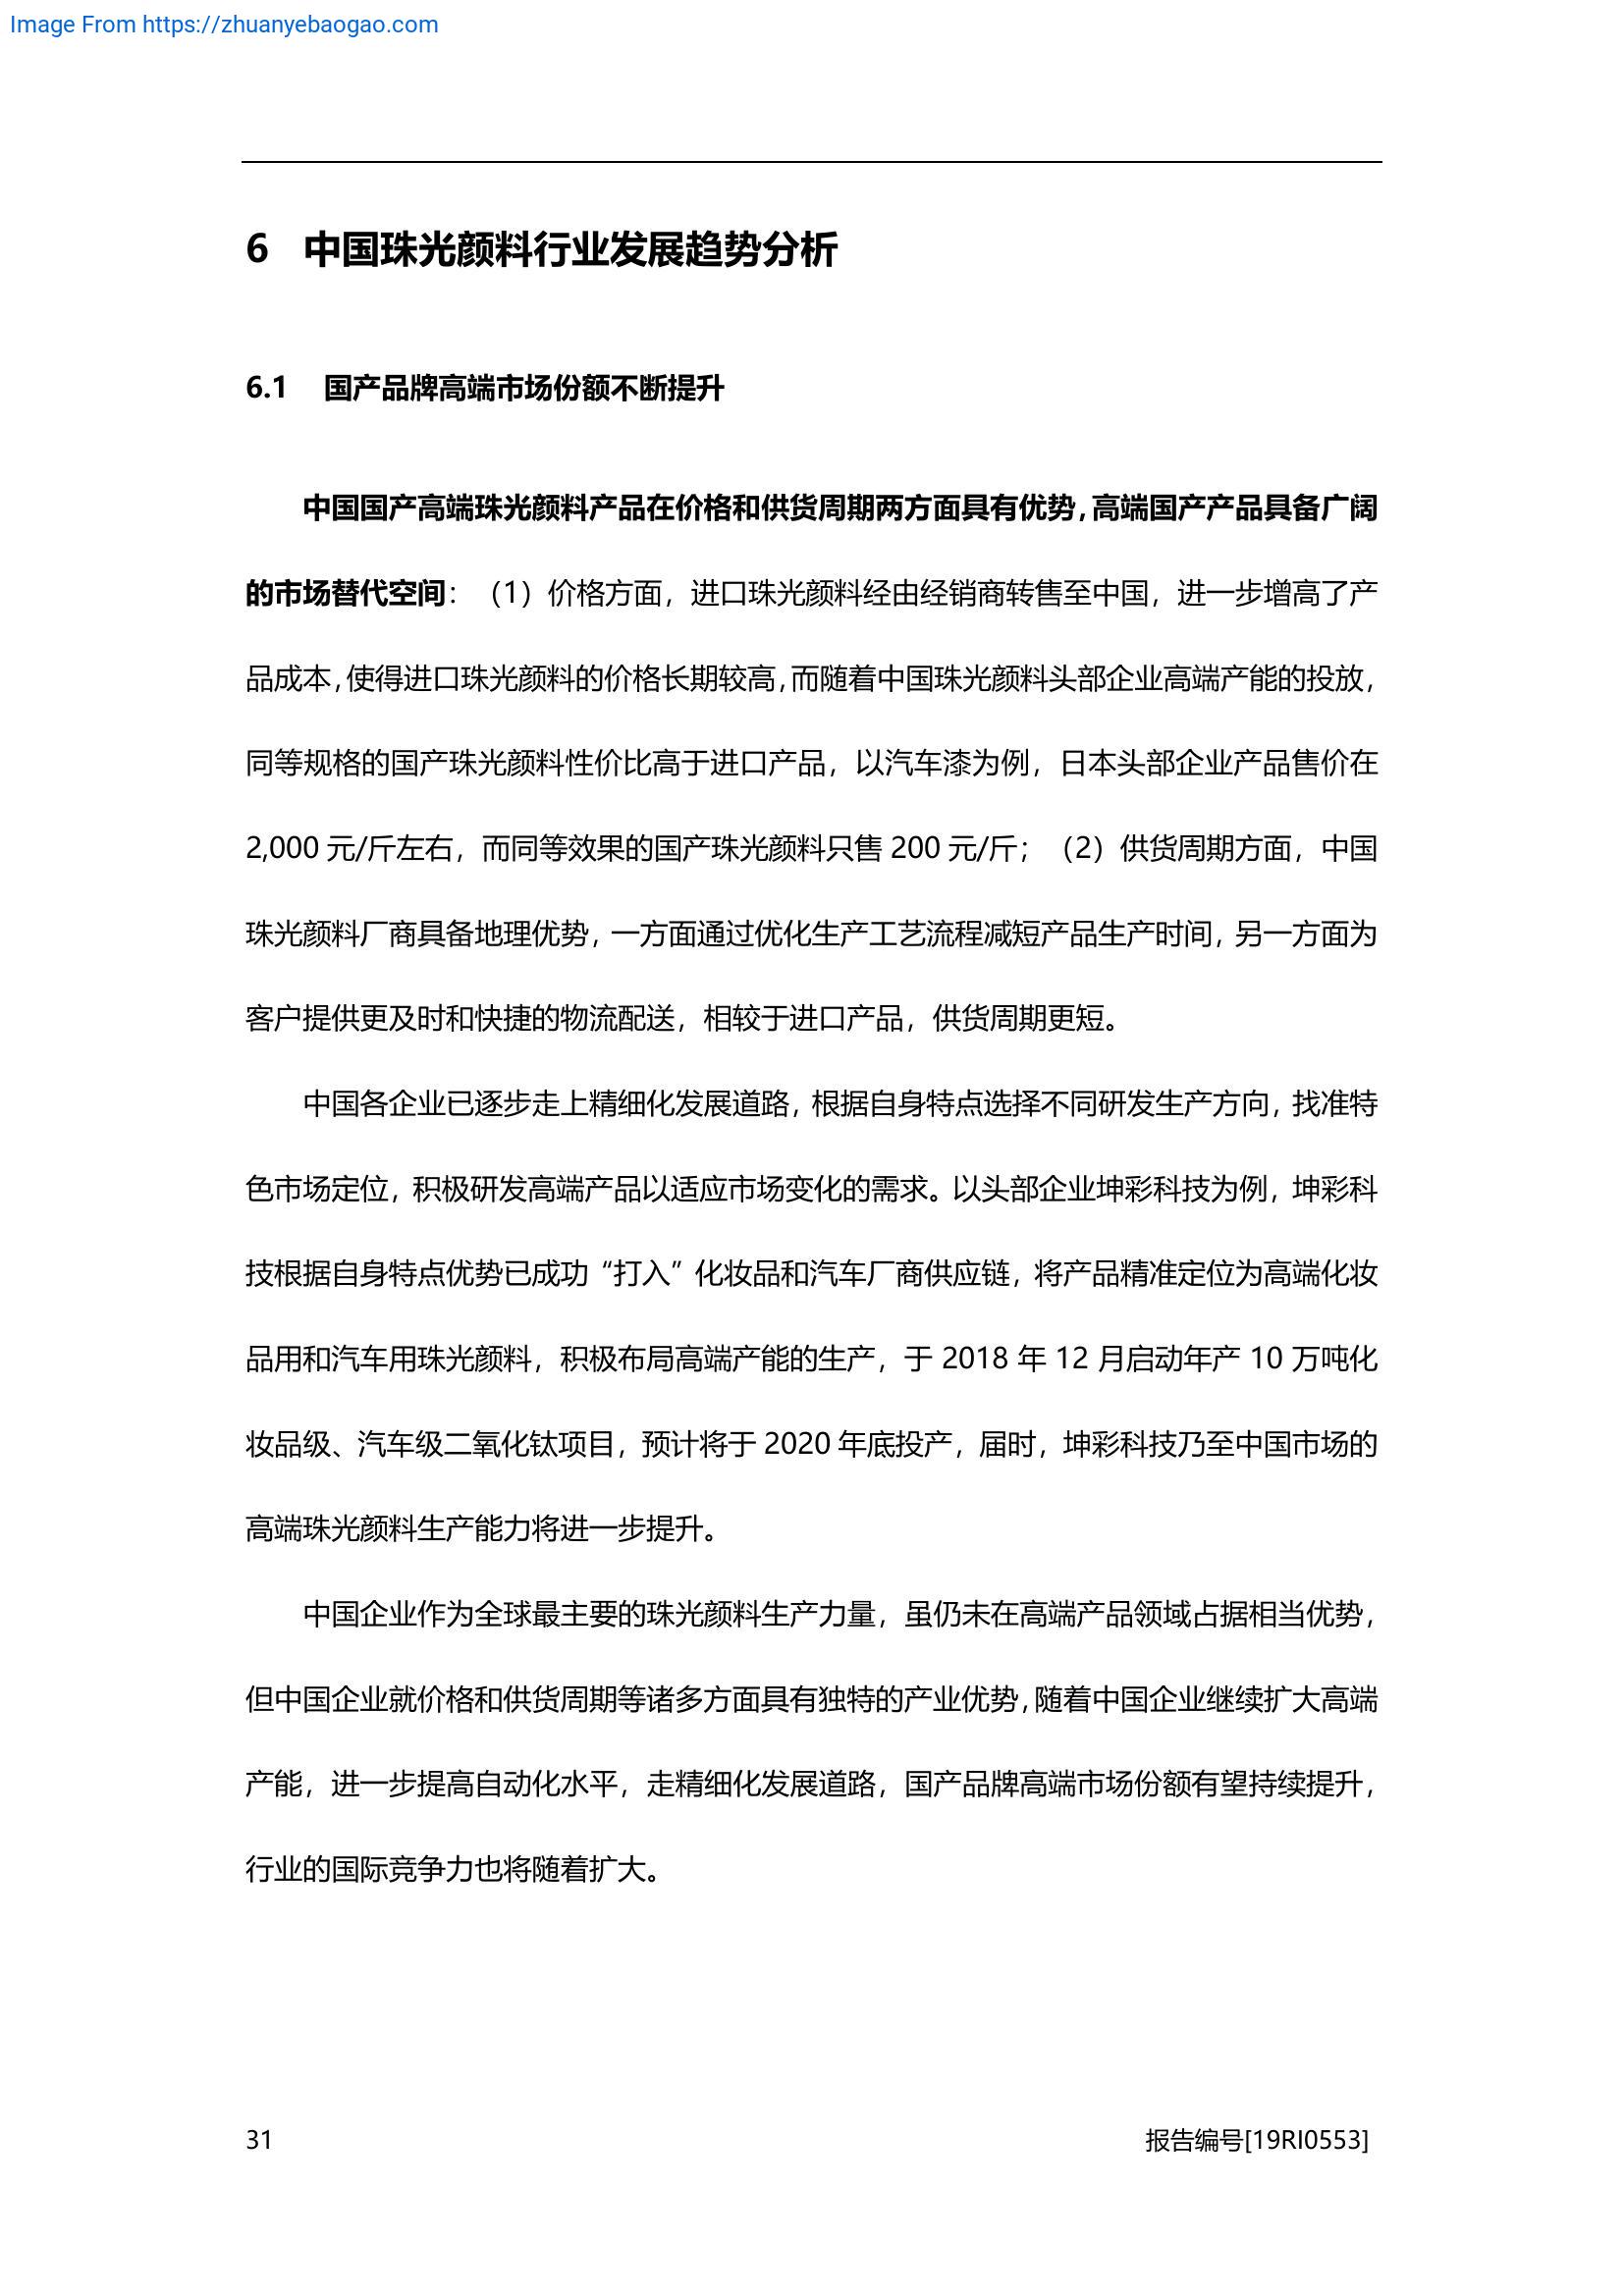 Image From https://zhuanyebaogao.com
6 中国珠光颜料行业发展趋势分析
6.1 国产品牌高端市场份额不断提升
中国国产高端珠光颜料产品在价格和供货周期两方面具有优势，高端国产产品具备广阔
的市场替代空间：（1）价格方面，进口珠光颜料经由经销商转售至中国，进一步增高了产
品成本，使得进口珠光颜料的价格长期较高，而随着中国珠光颜料头部企业高端产能的投放，
同等规格的国产珠光颜料性价比高于进口产品，以汽车漆为例，日本头部企业产品售价在
2,000 元/斤左右，而同等效果的国产珠光颜料只售 200 元/斤；（2）供货周期方面，中国
珠光颜料厂商具备地理优势，一方面通过优化生产工艺流程减短产品生产时间，另一方面为
客户提供更及时和快捷的物流配送，相较于进口产品，供货周期更短。
中国各企业已逐步走上精细化发展道路，根据自身特点选择不同研发生产方向，找准特
色市场定位，积极研发高端产品以适应市场变化的需求。以头部企业坤彩科技为例，坤彩科
技根据自身特点优势已成功“打入”化妆品和汽车厂商供应链，将产品精准定位为高端化妆
品用和汽车用珠光颜料，积极布局高端产能的生产，于 2018 年 12 月启动年产 10 万吨化
妆品级、汽车级二氧化钛项目，预计将于 2020 年底投产，届时，坤彩科技乃至中国市场的
高端珠光颜料生产能力将进一步提升。
中国企业作为全球最主要的珠光颜料生产力量，虽仍未在高端产品领域占据相当优势，
但中国企业就价格和供货周期等诸多方面具有独特的产业优势，随着中国企业继续扩大高端
产能，进一步提高自动化水平，走精细化发展道路，国产品牌高端市场份额有望持续提升，
行业的国际竞争力也将随着扩大。
31 报告编号[19RI0553]